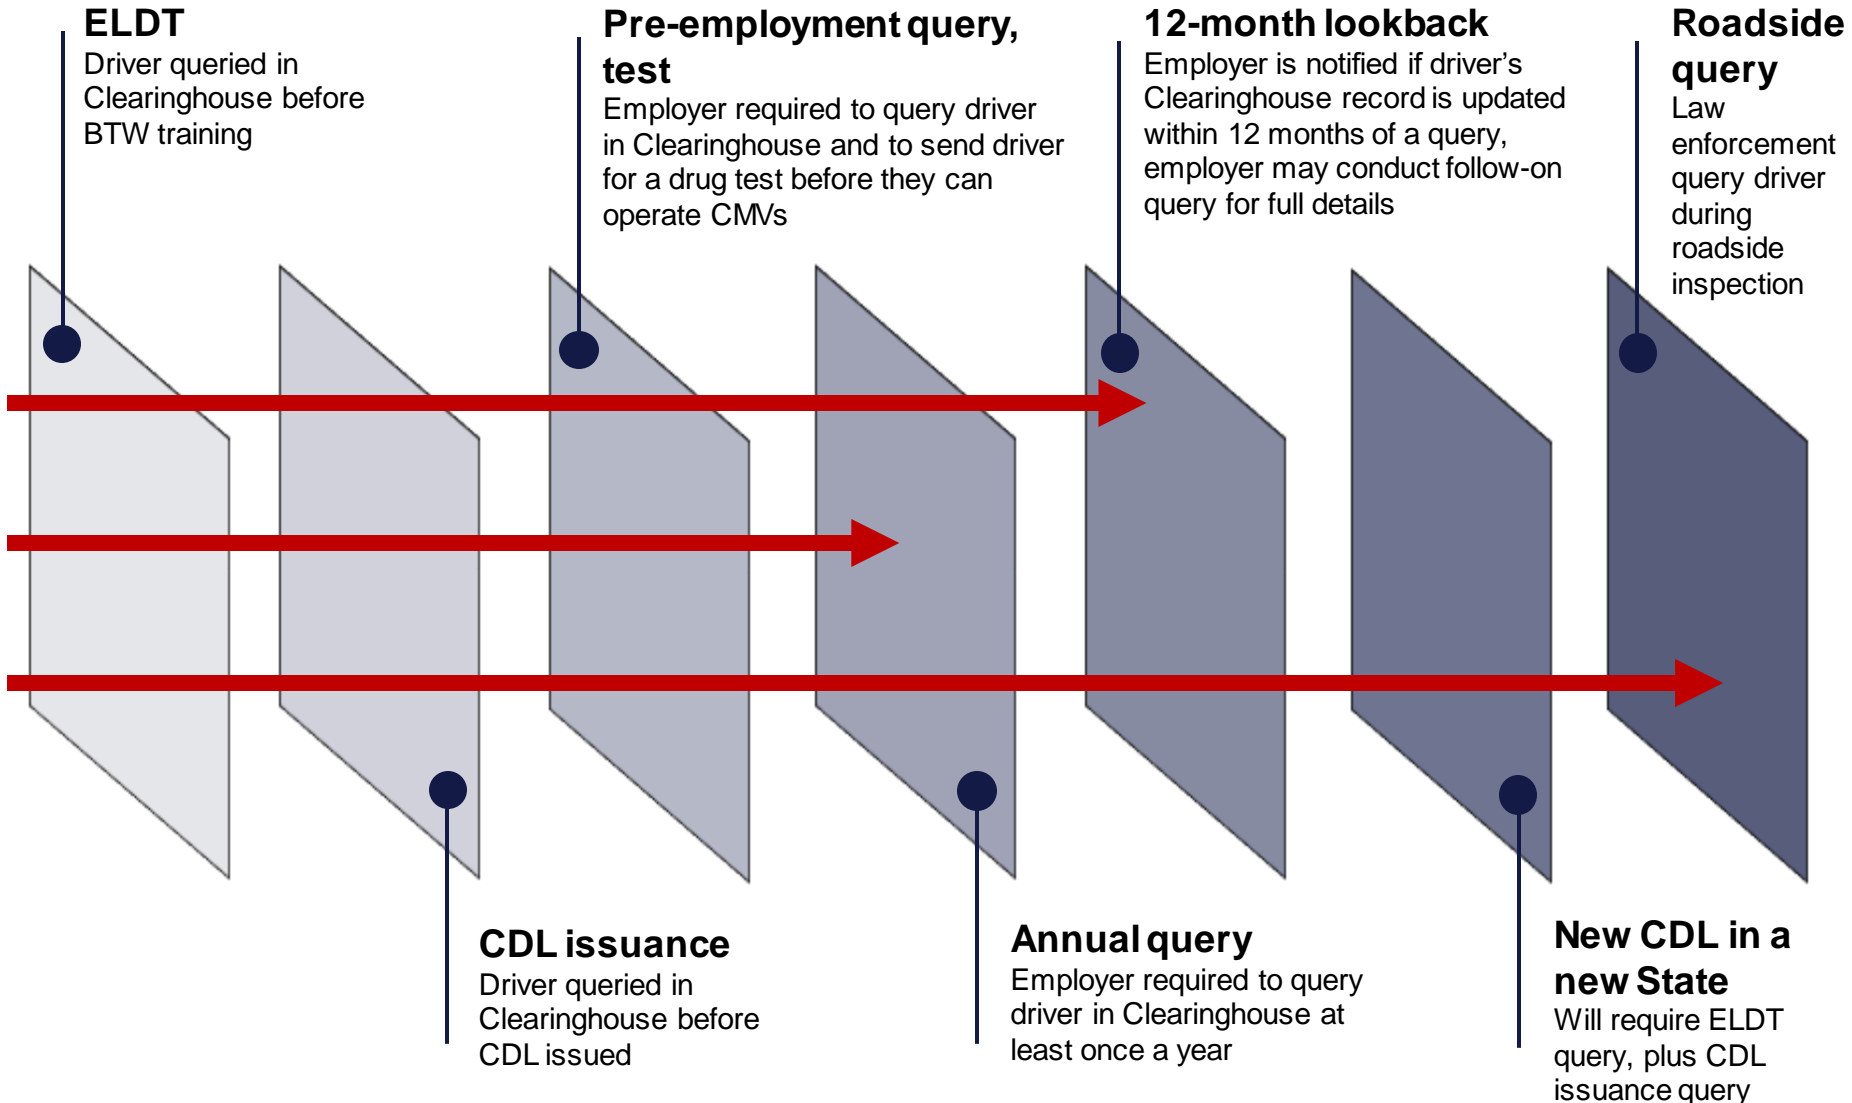 ELDT
Driver queried in
Clearinghouse before
BTW training
Pre-employment query,
test
Employer required to query driver
in Clearinghouse and to send driver
for a drug test before they can
operate CMVs
12-month lookback
Employer is notified if driver’s
Clearinghouse record is updated
within 12 months of a query,
employer may conduct follow-on
query for full details
Roadside
query
Law
enforcement
query driver
during
roadside
inspection
CDL issuance
Driver queried in
Clearinghouse before
CDL issued
Annual query
Employer required to query
driver in Clearinghouse at
least once a year
New CDL in a
new State
Will require ELDT
query, plus CDL
issuance query